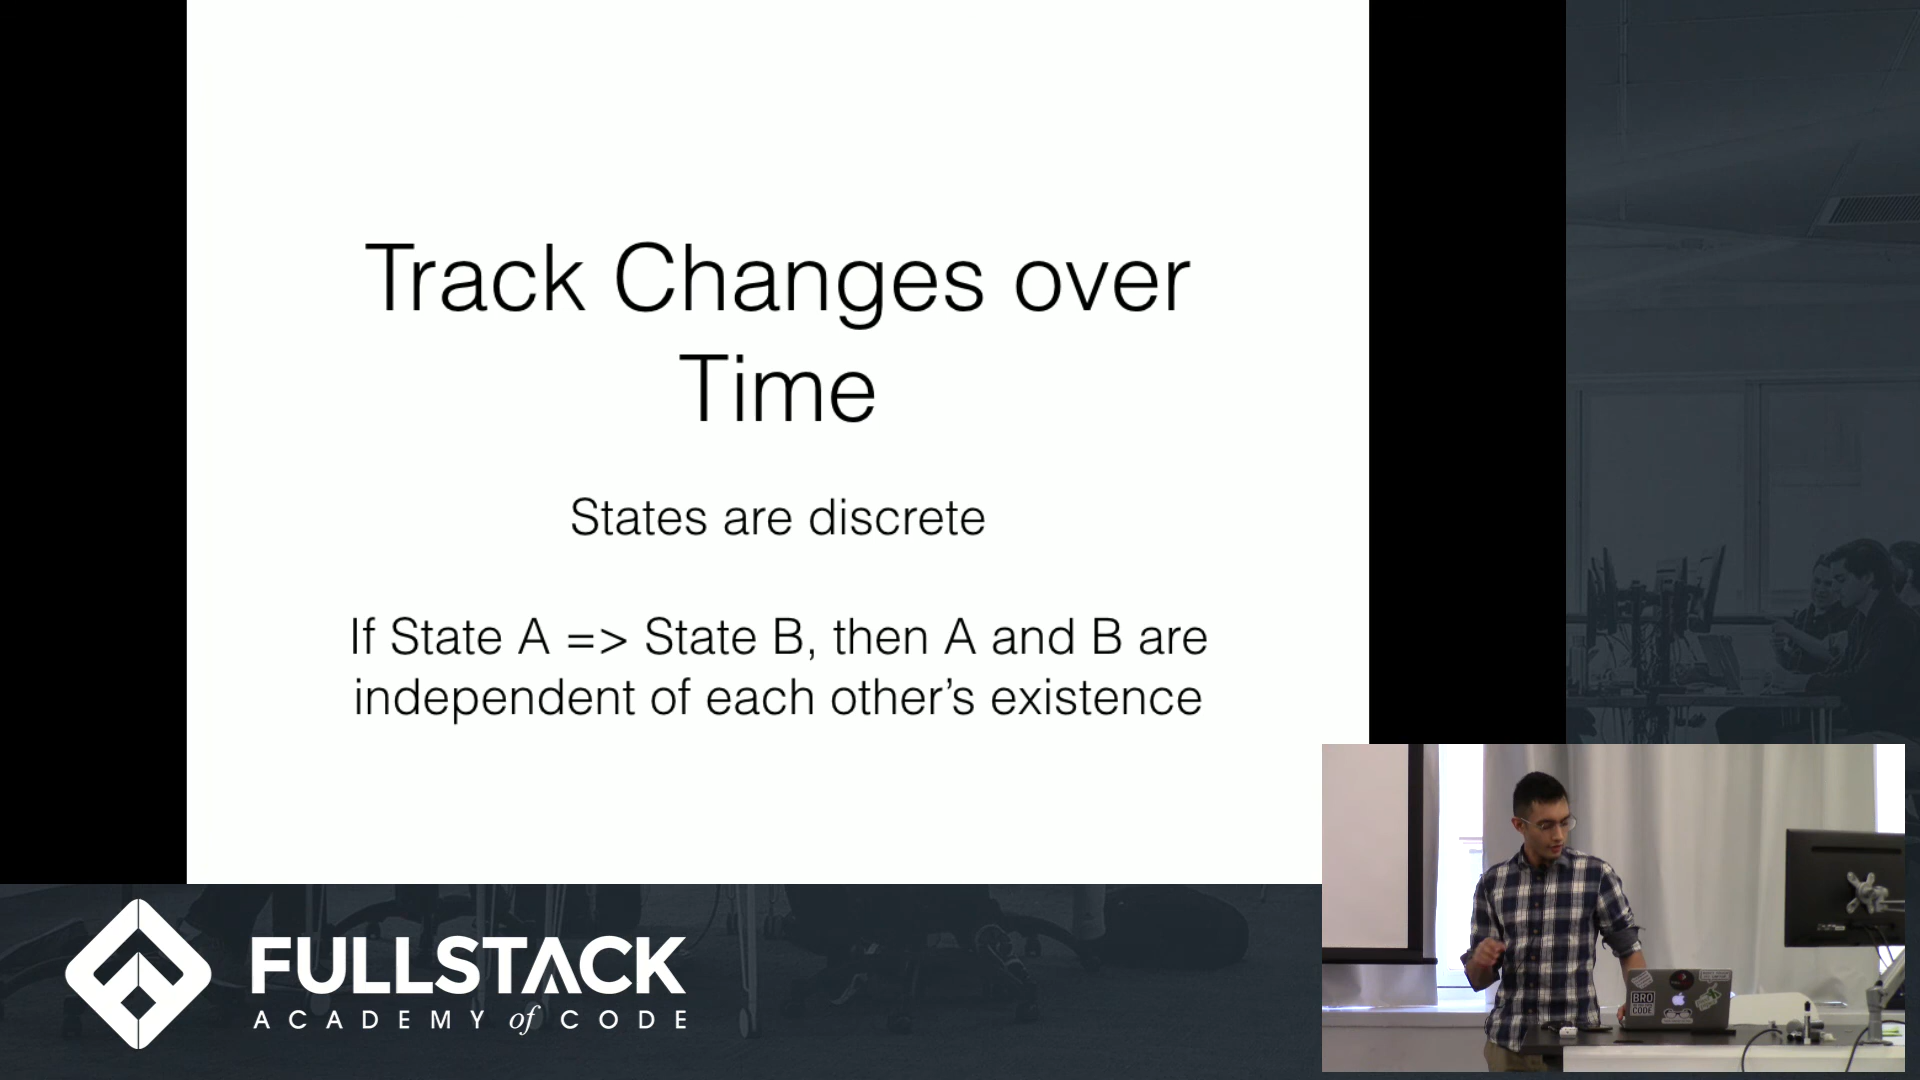 Track Changes over
Time
States are discrete
If State A => State B, then A and B are
independent of each other’s existence
FULLSTACK
ACADEMY of CODE
BRO
CODE